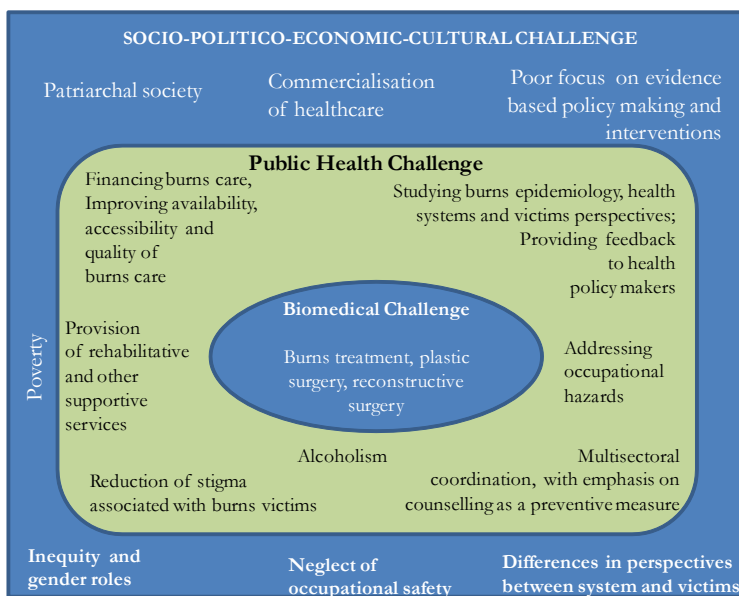 SOCIO-POLITICO-ECONOMIC-CULTURAL CHALLENGE
Patriarchal society
Commercialisation
of healthcare
Poor focus on evidence
based policy making and
interventions
Public Health Challenge
Financing burns care,
Improving availability,
accessibility and
quality of
burns care
Studying burns epidemiology, health
systems and victims perspectives;
Providing feedback
to health
policy makers
Biomedical Challenge
Burns treatment, plastic
surgery, reconstructive
surgery
Poverty
Provision
of rehabilitative
and other
supportive
services
Addressing
occupational
hazards
Alcoholism
Reduction of stigma
associated with burns victims
Multisectoral
coordination, with emphasis on
counselling as a preventive measure
Inequity and
gender roles
Neglect of
occupational safety
Differences in perspectives
between system and victims